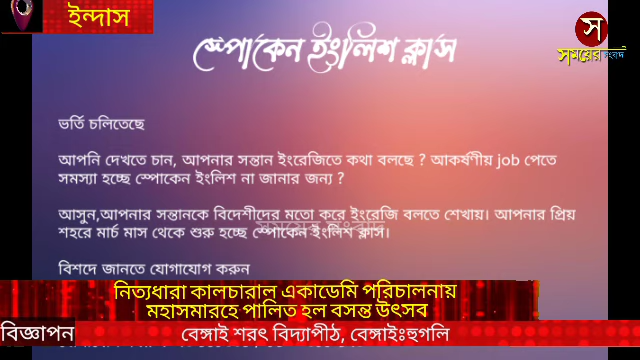 ইন্দাস
স
সময়ের সংবাদ
স্পোকেন ইংলিশ ক্লাস
ভর্তি চলিতেছে
আপনি দেখতে চান, আপনার সন্তান ইংরেজিতে কথা বলছে ? আকর্ষণীয় job পেতে
সমস্যা হচ্ছে স্পোকেন ইংলিশ না জানার জন্য ?
আসুন,আপনার সন্তানকে বিদেশীদের মতো করে ইংরেজি বলতে শেখায়। আপনার প্রিয়
শহরে মার্চ মাস থেকে শুরু হচ্ছে স্পোকেন ইংলিশ ক্লাস।
সময়ের সংবাদ
বিশদে জানতে যোগাযোগ করুন
নিত্যধারা কালচারাল একাডেমি পরিচালনায়
মহাসমারহে পালিত হল বসন্ত উৎসব
বিজ্ঞাপন
বেঙ্গাই শরৎ বিদ্যাপীঠ, বেঙ্গাইঃহুগলি